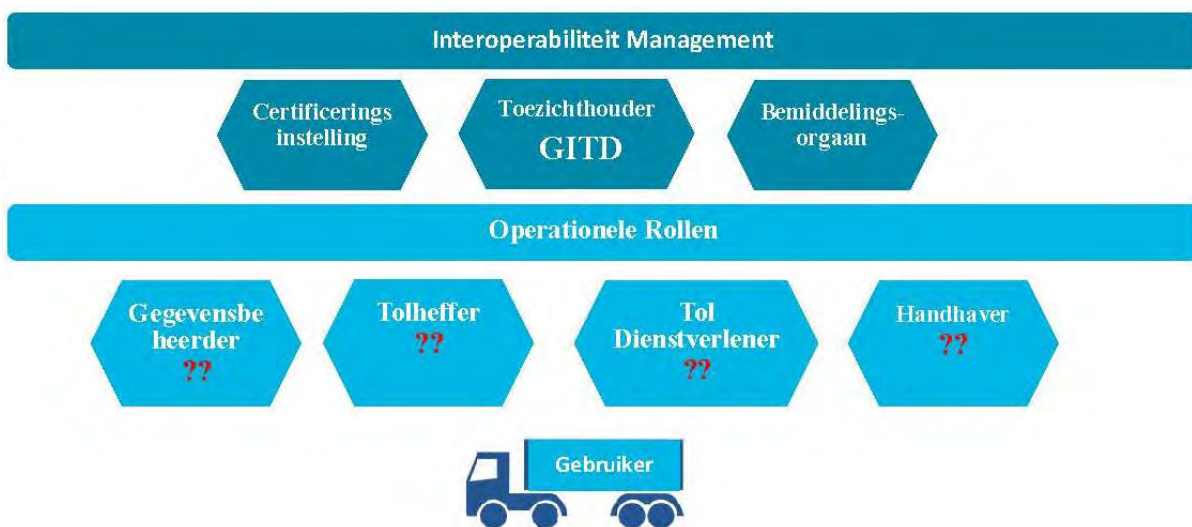 Interoperabiliteit Management
Certificerings
instelling
Toezichthouder
GITD
Bemiddelings-
orgaan
Operationele Rollen
Gegevensbe
heerder
??
Tolheffer
??
Tol
Dienstverlener
??
Handhaver
??
Gebruiker